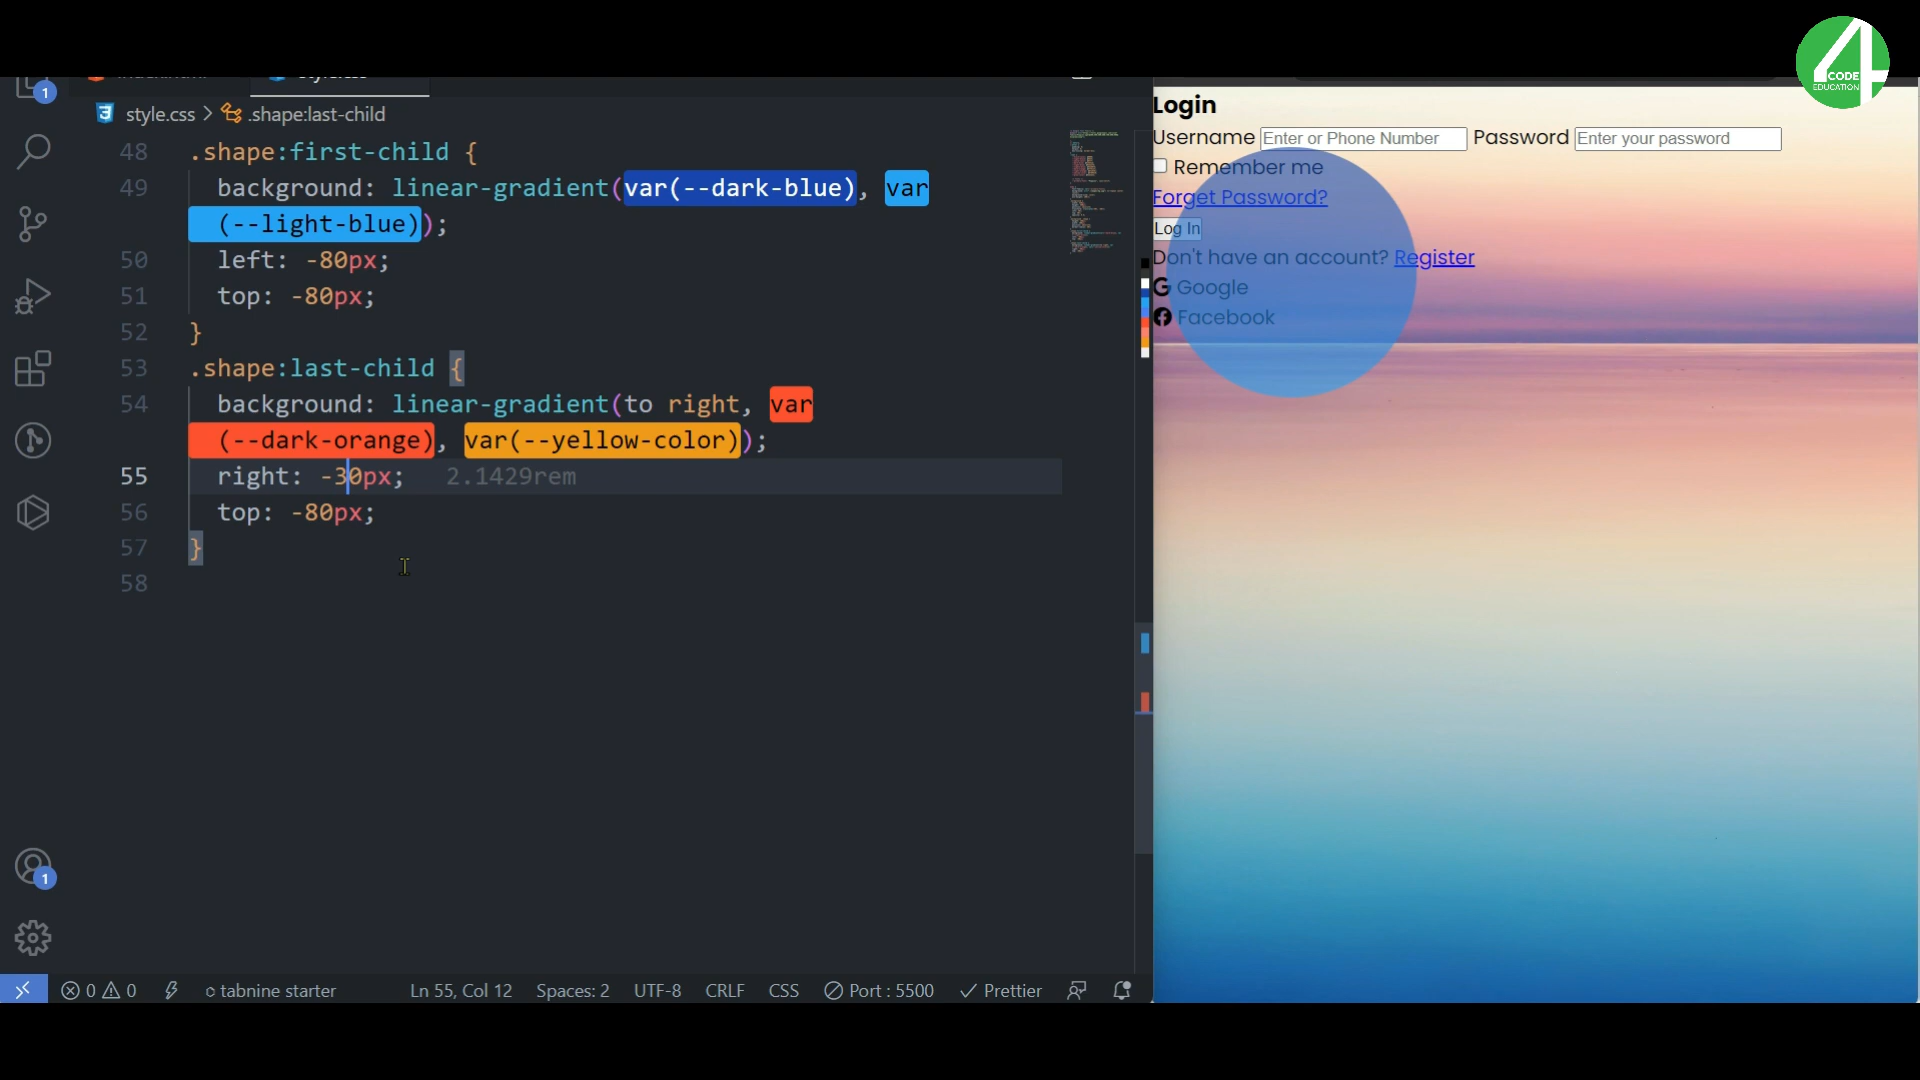 CODE
EDUCATION
style.css > .shape:last-child
48 .shape:first-child {
49 background: linear-gradient(var(--dark-blue), var
(--light-blue));
50 left: -80px;
51 top: -80px;
52 }
53 .shape:last-child {
54 background: linear-gradient(to right, var
(--dark-orange), var(--yellow-color));
55 right: -30px; 2.1429rem
56 top: -80px;
57 }
58
1
1
0 0 tabnine starter Ln 55, Col 12 Spaces: 2 UTF-8 CRLF CSS Port : 5500 Prettier
Login
Username Enter or Phone Number Password Enter your password
Remember me
Forget Password?
Log In
Don't have an account? Register
Google
Facebook